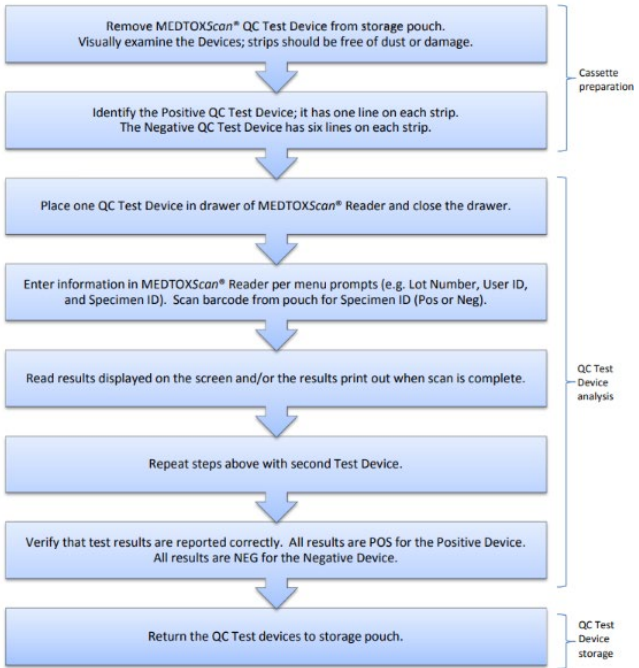 Remove MEDTOXScan® QC Test Device from storage pouch.
Visually examine the Devices; strips should be free of dust or damage.
Cassette
preparation
Identify the Positive QC Test Device; it has one line on each strip.
The Negative QC Test Device has six lines on each strip.
Place one QC Test Device in drawer of MEDTOXScan® Reader and close the drawer.
Enter information in MEDTOXScan® Reader per menu prompts (e.g. Lot Number, User ID,
and Specimen ID). Scan barcode from pouch for Specimen ID (Pos or Neg).
Read results displayed on the screen and/or the results print out when scan is complete.
QC Test
Device
analysis
Repeat steps above with second Test Device.
Verify that test results are reported correctly. All results are POS for the Positive Device.
All results are NEG for the Negative Device.
Return the QC Test devices to storage pouch.
QC Test
Device
storage